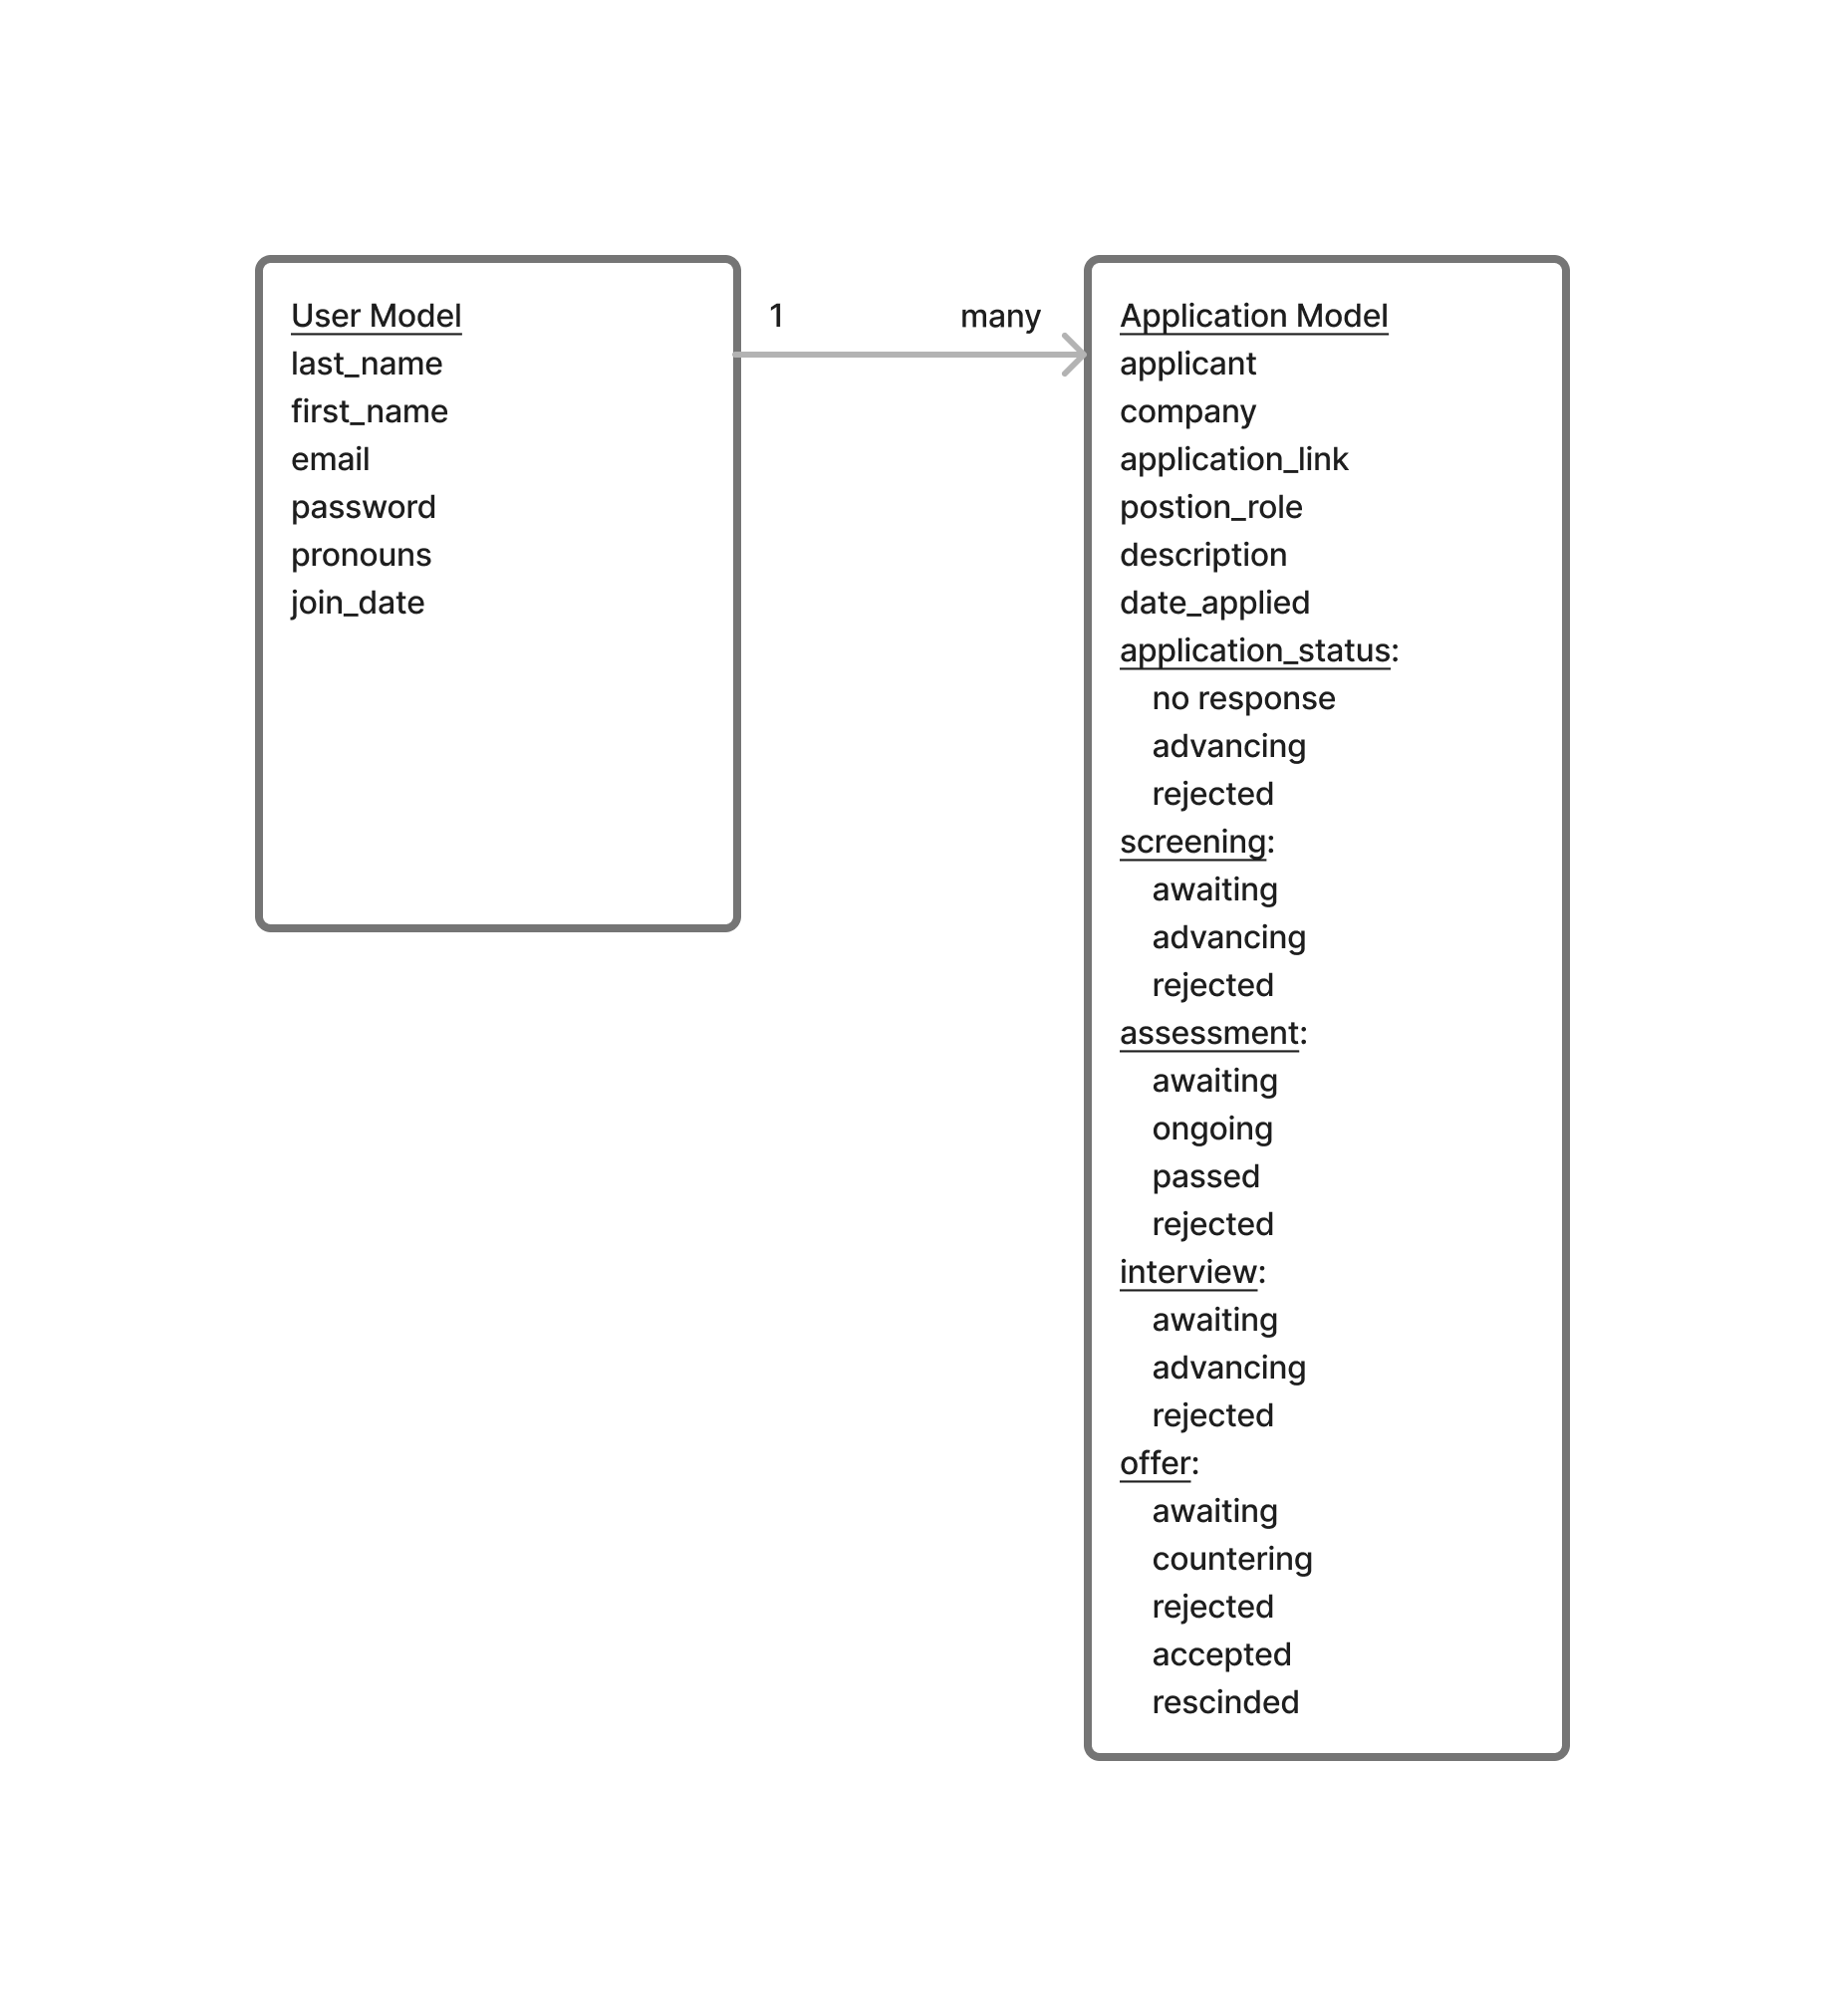 User Model
last_name
first_name
email
password
pronouns
join_date
1
many
Application Model
applicant
company
application_link
postion_role
description
date_applied
application_status:
no response
advancing
rejected
screening:
awaiting
advancing
rejected
assessment:
awaiting
ongoing
passed
rejected
interview:
awaiting
advancing
rejected
offer:
awaiting
countering
rejected
accepted
rescinded